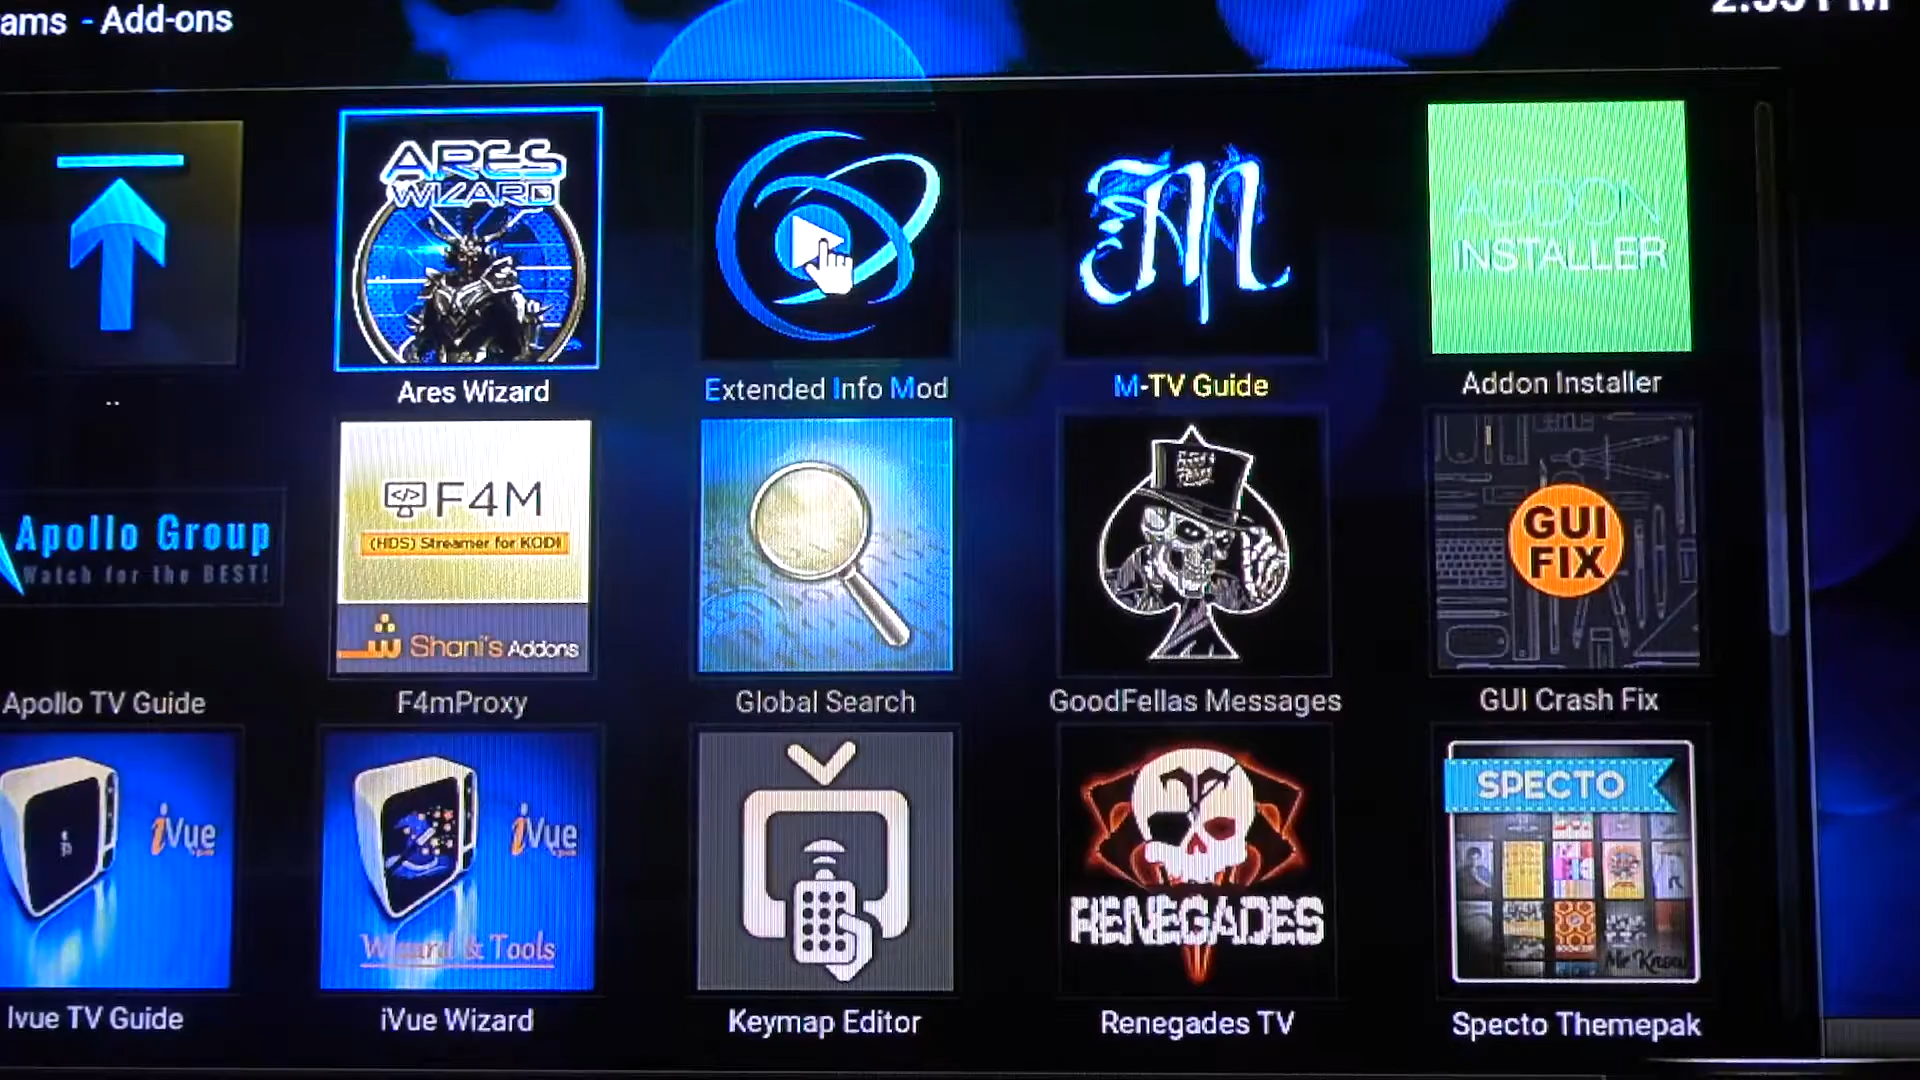 ams - Add-ons
ARES
WIZARD
ADDON
INSTALLER
..
Ares Wizard
Extended Info Mod
M-TV Guide
Addon Installer
Apollo Group
Watch for the BEST!
</> F4M
(HDS) Streamer for KODI
Shani's Addons
GUI
FIX
Apollo TV Guide
F4mProxy
Global Search
GoodFellas Messages
GUI Crash Fix
iVue
iVue
Wizard & Tools
RENEGADES
SPECTO
Ivue TV Guide
iVue Wizard
Keymap Editor
Renegades TV
Specto Themepak